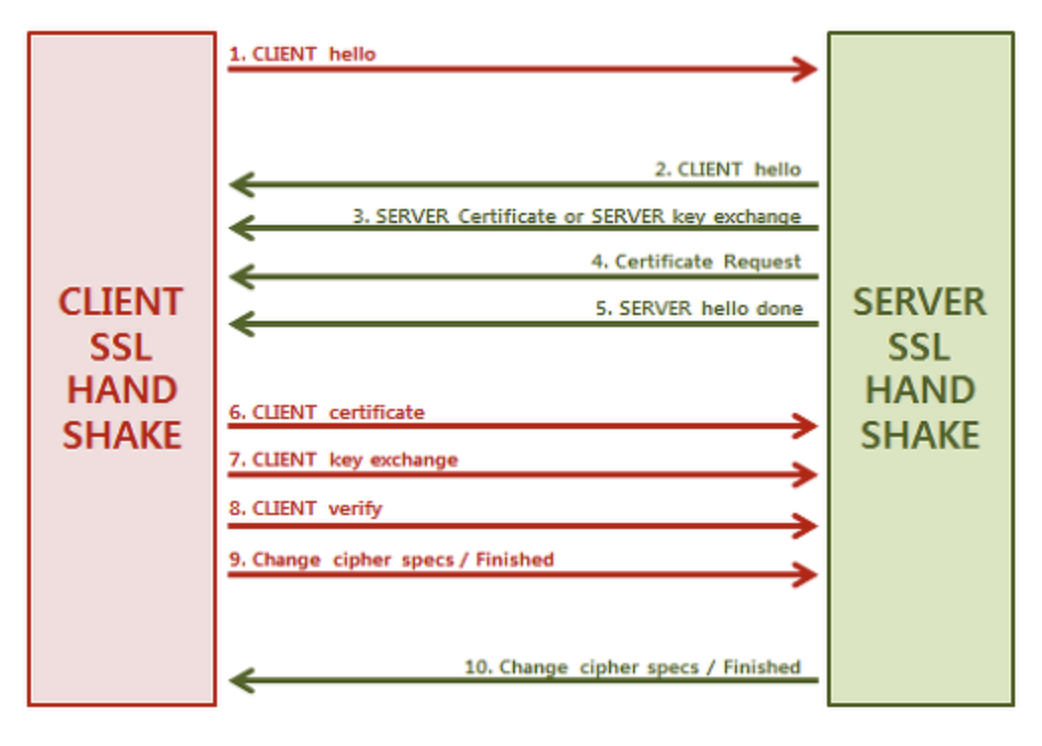 1. CLIENT hello
2. CLIENT hello
3. SERVER Certificate or SERVER key exchange
4. Certificate Request
5. SERVER hello done
CLIENT
SSL
HAND
SHAKE
SERVER
SSL
HAND
SHAKE
6. CLIENT certificate
7. CLIENT key exchange
8. CLIENT verify
9. Change cipher specs / Finished
10. Change cipher specs / Finished